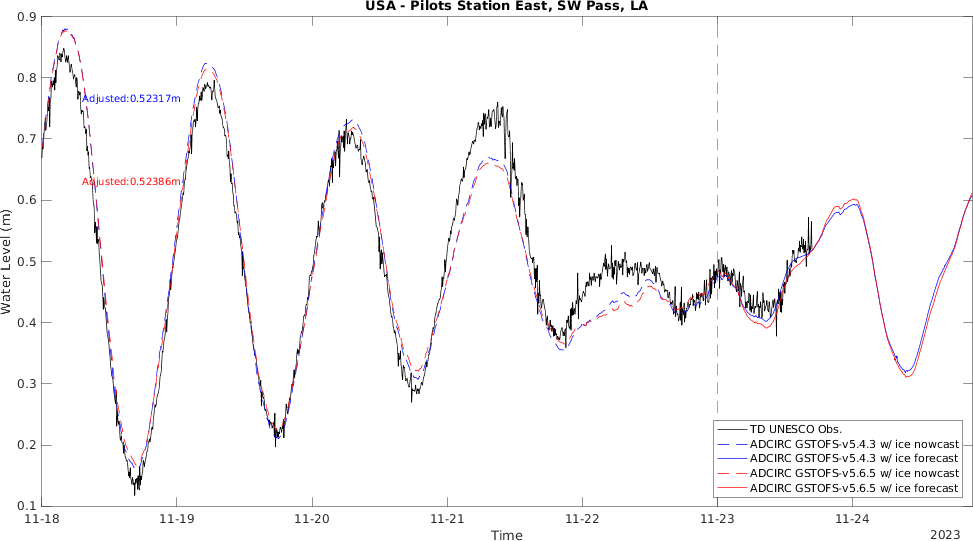 USA - Pilots Station East, SW Pass, LA
0.9
0.8
0.7
0.6
0.5
0.4
0.3
0.2
0.1
Water Level (m)
Adjusted:0.52317m
Adjusted:0.52386m
TD UNESCO Obs.
ADCIRC GSTOFS-v5.4.3 w/ ice nowcast
ADCIRC GSTOFS-v5.4.3 w/ ice forecast
ADCIRC GSTOFS-v5.6.5 w/ ice nowcast
ADCIRC GSTOFS-v5.6.5 w/ ice forecast
11-18 11-19 11-20 11-21 11-22 11-23 11-24
Time
2023